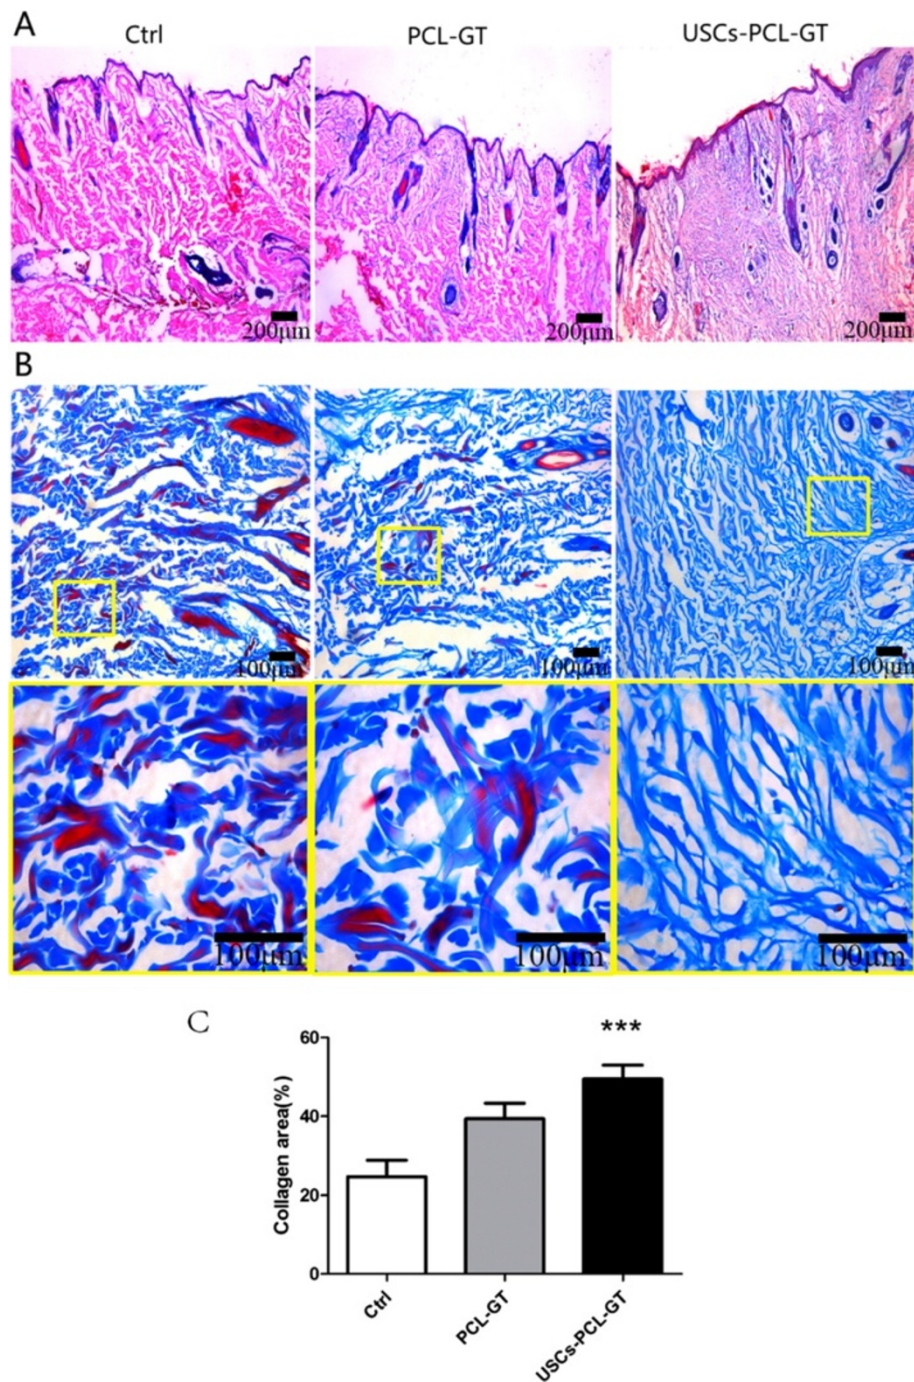 A
Ctrl PCL-GT USCs-PCL-GT
200μm 200μm 200μm
B
100μm 100μm 100μm
100μm 100μm 100μm
C
***
60
40
20
0
Collagen area(%)
Ctrl PCL-GT USCs-PCL-GT